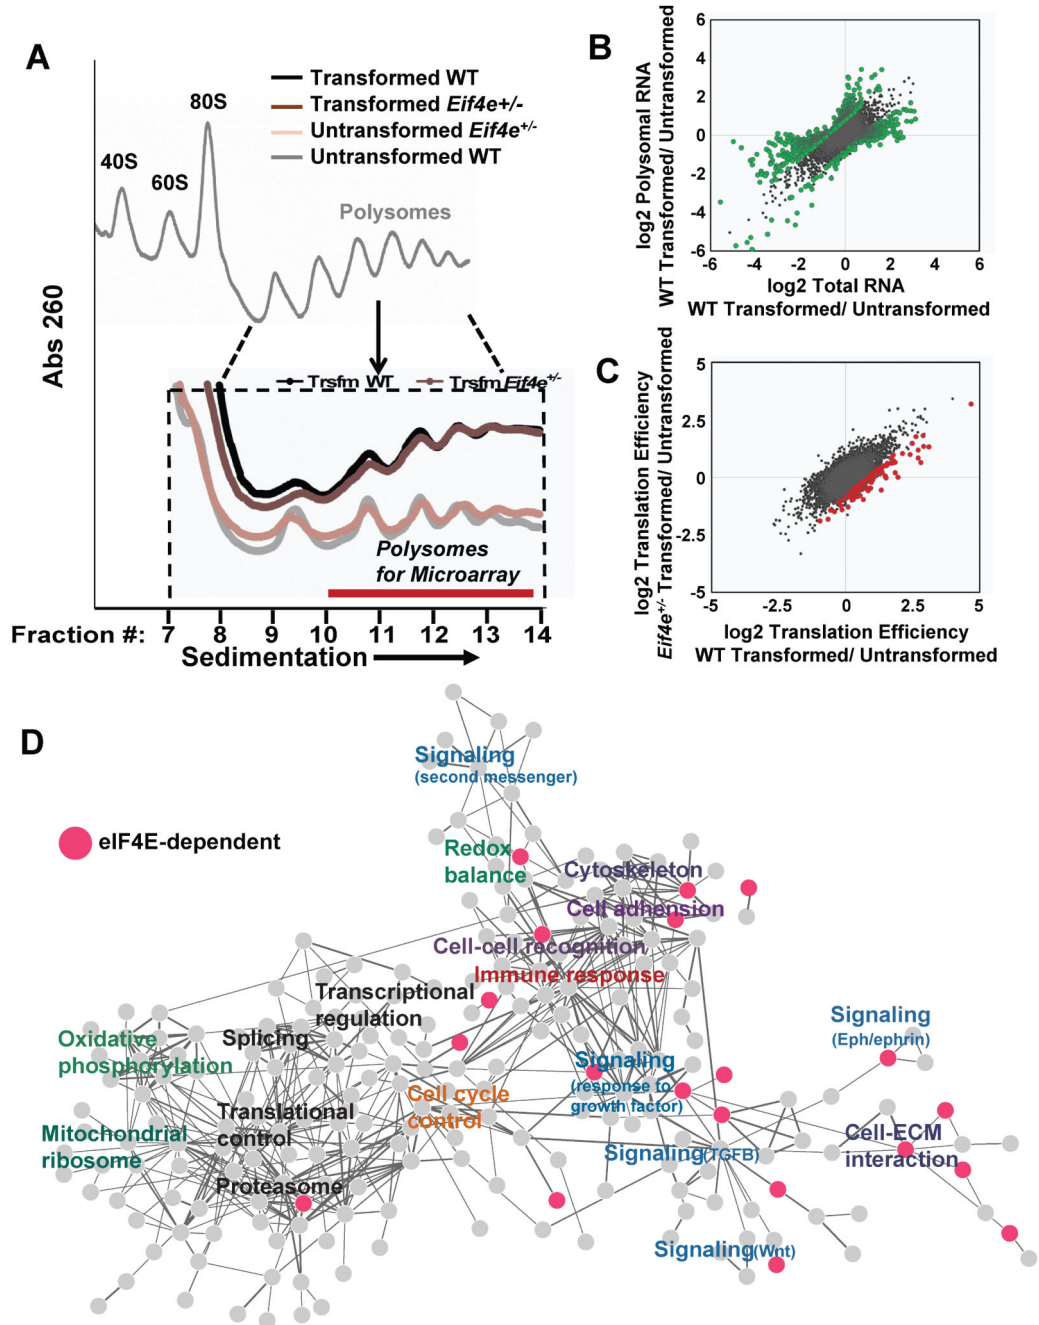 A
Transformed WT
Transformed Eif4e+/-
Untransformed Eif4e+/-
Untransformed WT
80S
40S
60S
Polysomes
Abs 260
Trsfm WT
Trsfm Eif4e+/-
Polysomes
for Microarray
Fraction #: 7 8 9 10 11 12 13 14
Sedimentation
B
log2 Polysomal RNA
WT Transformed/ Untransformed
6
4
2
0
-2
-4
-6
-6 -4 -2 0 2 4 6
log2 Total RNA
WT Transformed/ Untransformed
C
log2 Translation Efficiency
Eif4e+/- Transformed/ Untransformed
5
2.5
0
-2.5
-5
-5 -2.5 0 2.5 5
log2 Translation Efficiency
WT Transformed/ Untransformed
D
eIF4E-dependent
Signaling
(second messenger)
Redox
balance
Cytoskeleton
Cell adhension
Cell-cell recognition
Immune response
Transcriptional
regulation
Splicing
Oxidative
phosphorylation
Signaling
(Eph/ephrin)
Signaling
(response to
growth factor)
Cell cycle
control
Translational
control
Mitochondrial
ribosome
Cell-ECM
interaction
Signaling(TGFB)
Proteasome
Signaling(Wnt)